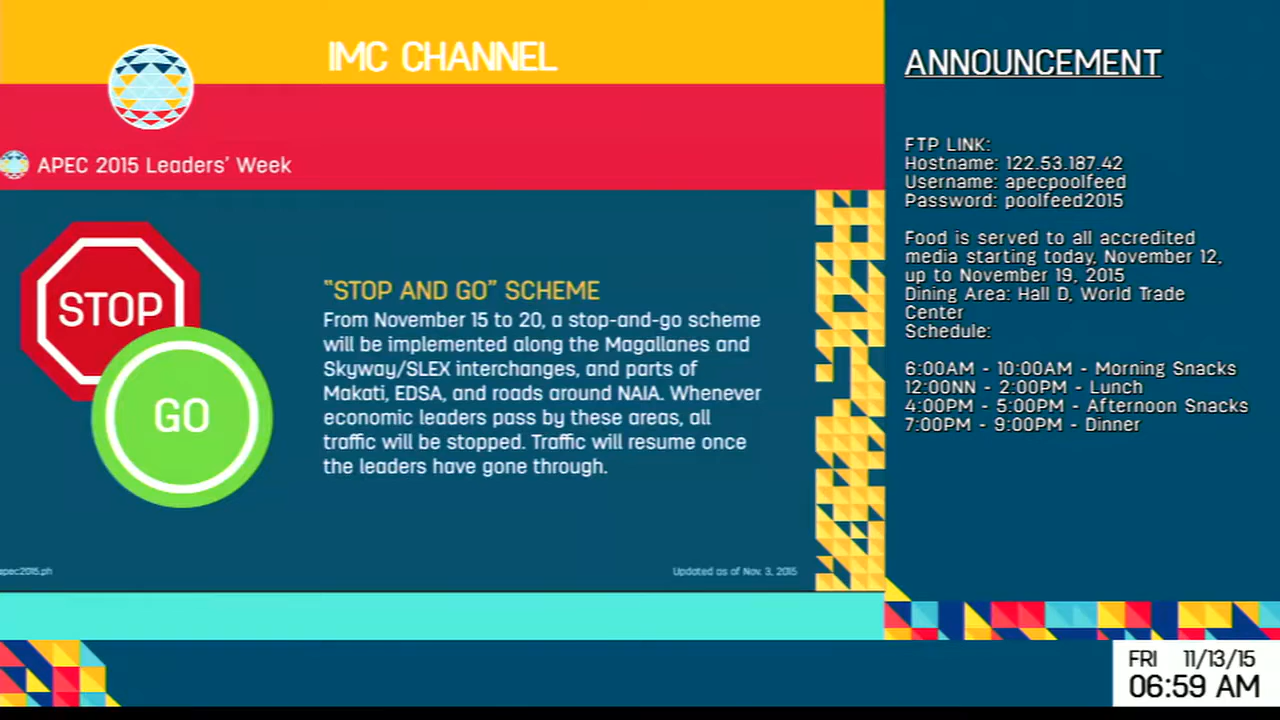 IMC CHANNEL
APEC 2015 Leaders' Week
STOP
GO
"STOP AND GO" SCHEME
From November 15 to 20, a stop-and-go scheme
will be implemented along the Magallanes and
Skyway/SLEX interchanges, and parts of
Makati, EDSA, and roads around NAIA. Whenever
economic leaders pass by these areas, all
traffic will be stopped. Traffic will resume once
the leaders have gone through.
apec2015.ph
Updated as of Nov. 3, 2015
ANNOUNCEMENT
FTP LINK:
Hostname: 122.53.187.42
Username: apecpoolfeed
Password: poolfeed2015
Food is served to all accredited
media starting today, November 12,
up to November 19, 2015
Dining Area: Hall D, World Trade
Center
Schedule:
6:00AM - 10:00AM - Morning Snacks
12:00NN - 2:00PM - Lunch
4:00PM - 5:00PM - Afternoon Snacks
7:00PM - 9:00PM - Dinner
FRI 11/13/15
06:59 AM